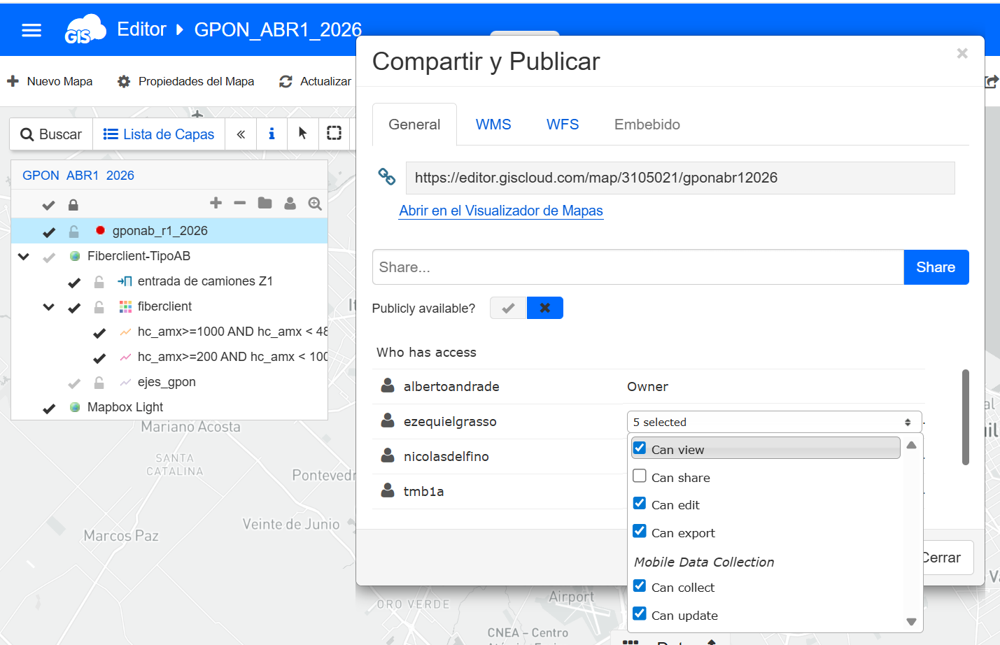 GIS Editor GPON_ABR1_2026
Nuevo Mapa Propiedades del Mapa Actualizar
Buscar Lista de Capas
GPON_ABR1_2026
gponab_r1_2026
Fiberclient-TipoAB
entrada de camiones Z1
fiberclient
hc_amx>=1000 AND hc_amx < 48
hc_amx>=200 AND hc_amx < 100
ejes_gpon
Mapbox Light
Compartir y Publicar
General WMS WFS Embebido
https://editor.giscloud.com/map/3105021/gponabr12026
Abrir en el Visualizador de Mapas
Share... Share
Publicly available?
Who has access
albertoandrade Owner
ezequielgrasso 5 selected
nicolasdelfino
tmb1a
Can view
Can share
Can edit
Can export
Mobile Data Collection
Can collect
Can update
Cerrar
Mariano Acosta
SANTA
CATALINA
Pontevedr
Veinte de Junio
Marcos Paz
ORO VERDE
Airport
CNEA – Centro